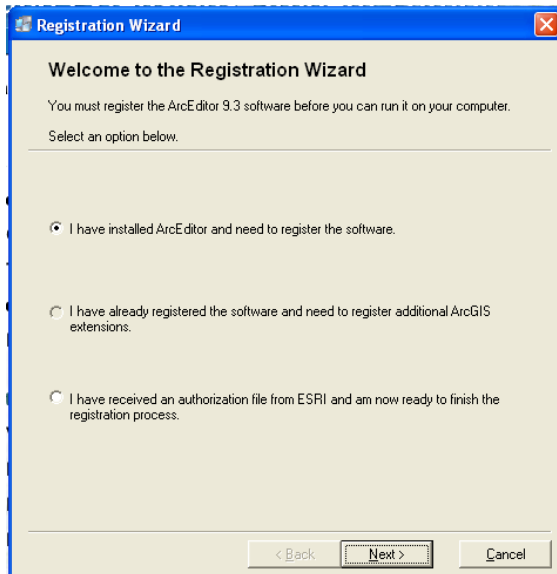 Registration Wizard
Welcome to the Registration Wizard
You must register the ArcEditor 9.3 software before you can run it on your computer.
Select an option below.
I have installed ArcEditor and need to register the software.
I have already registered the software and need to register additional ArcGIS
extensions.
I have received an authorization file from ESRI and am now ready to finish the
registration process.
< Back Next > Cancel